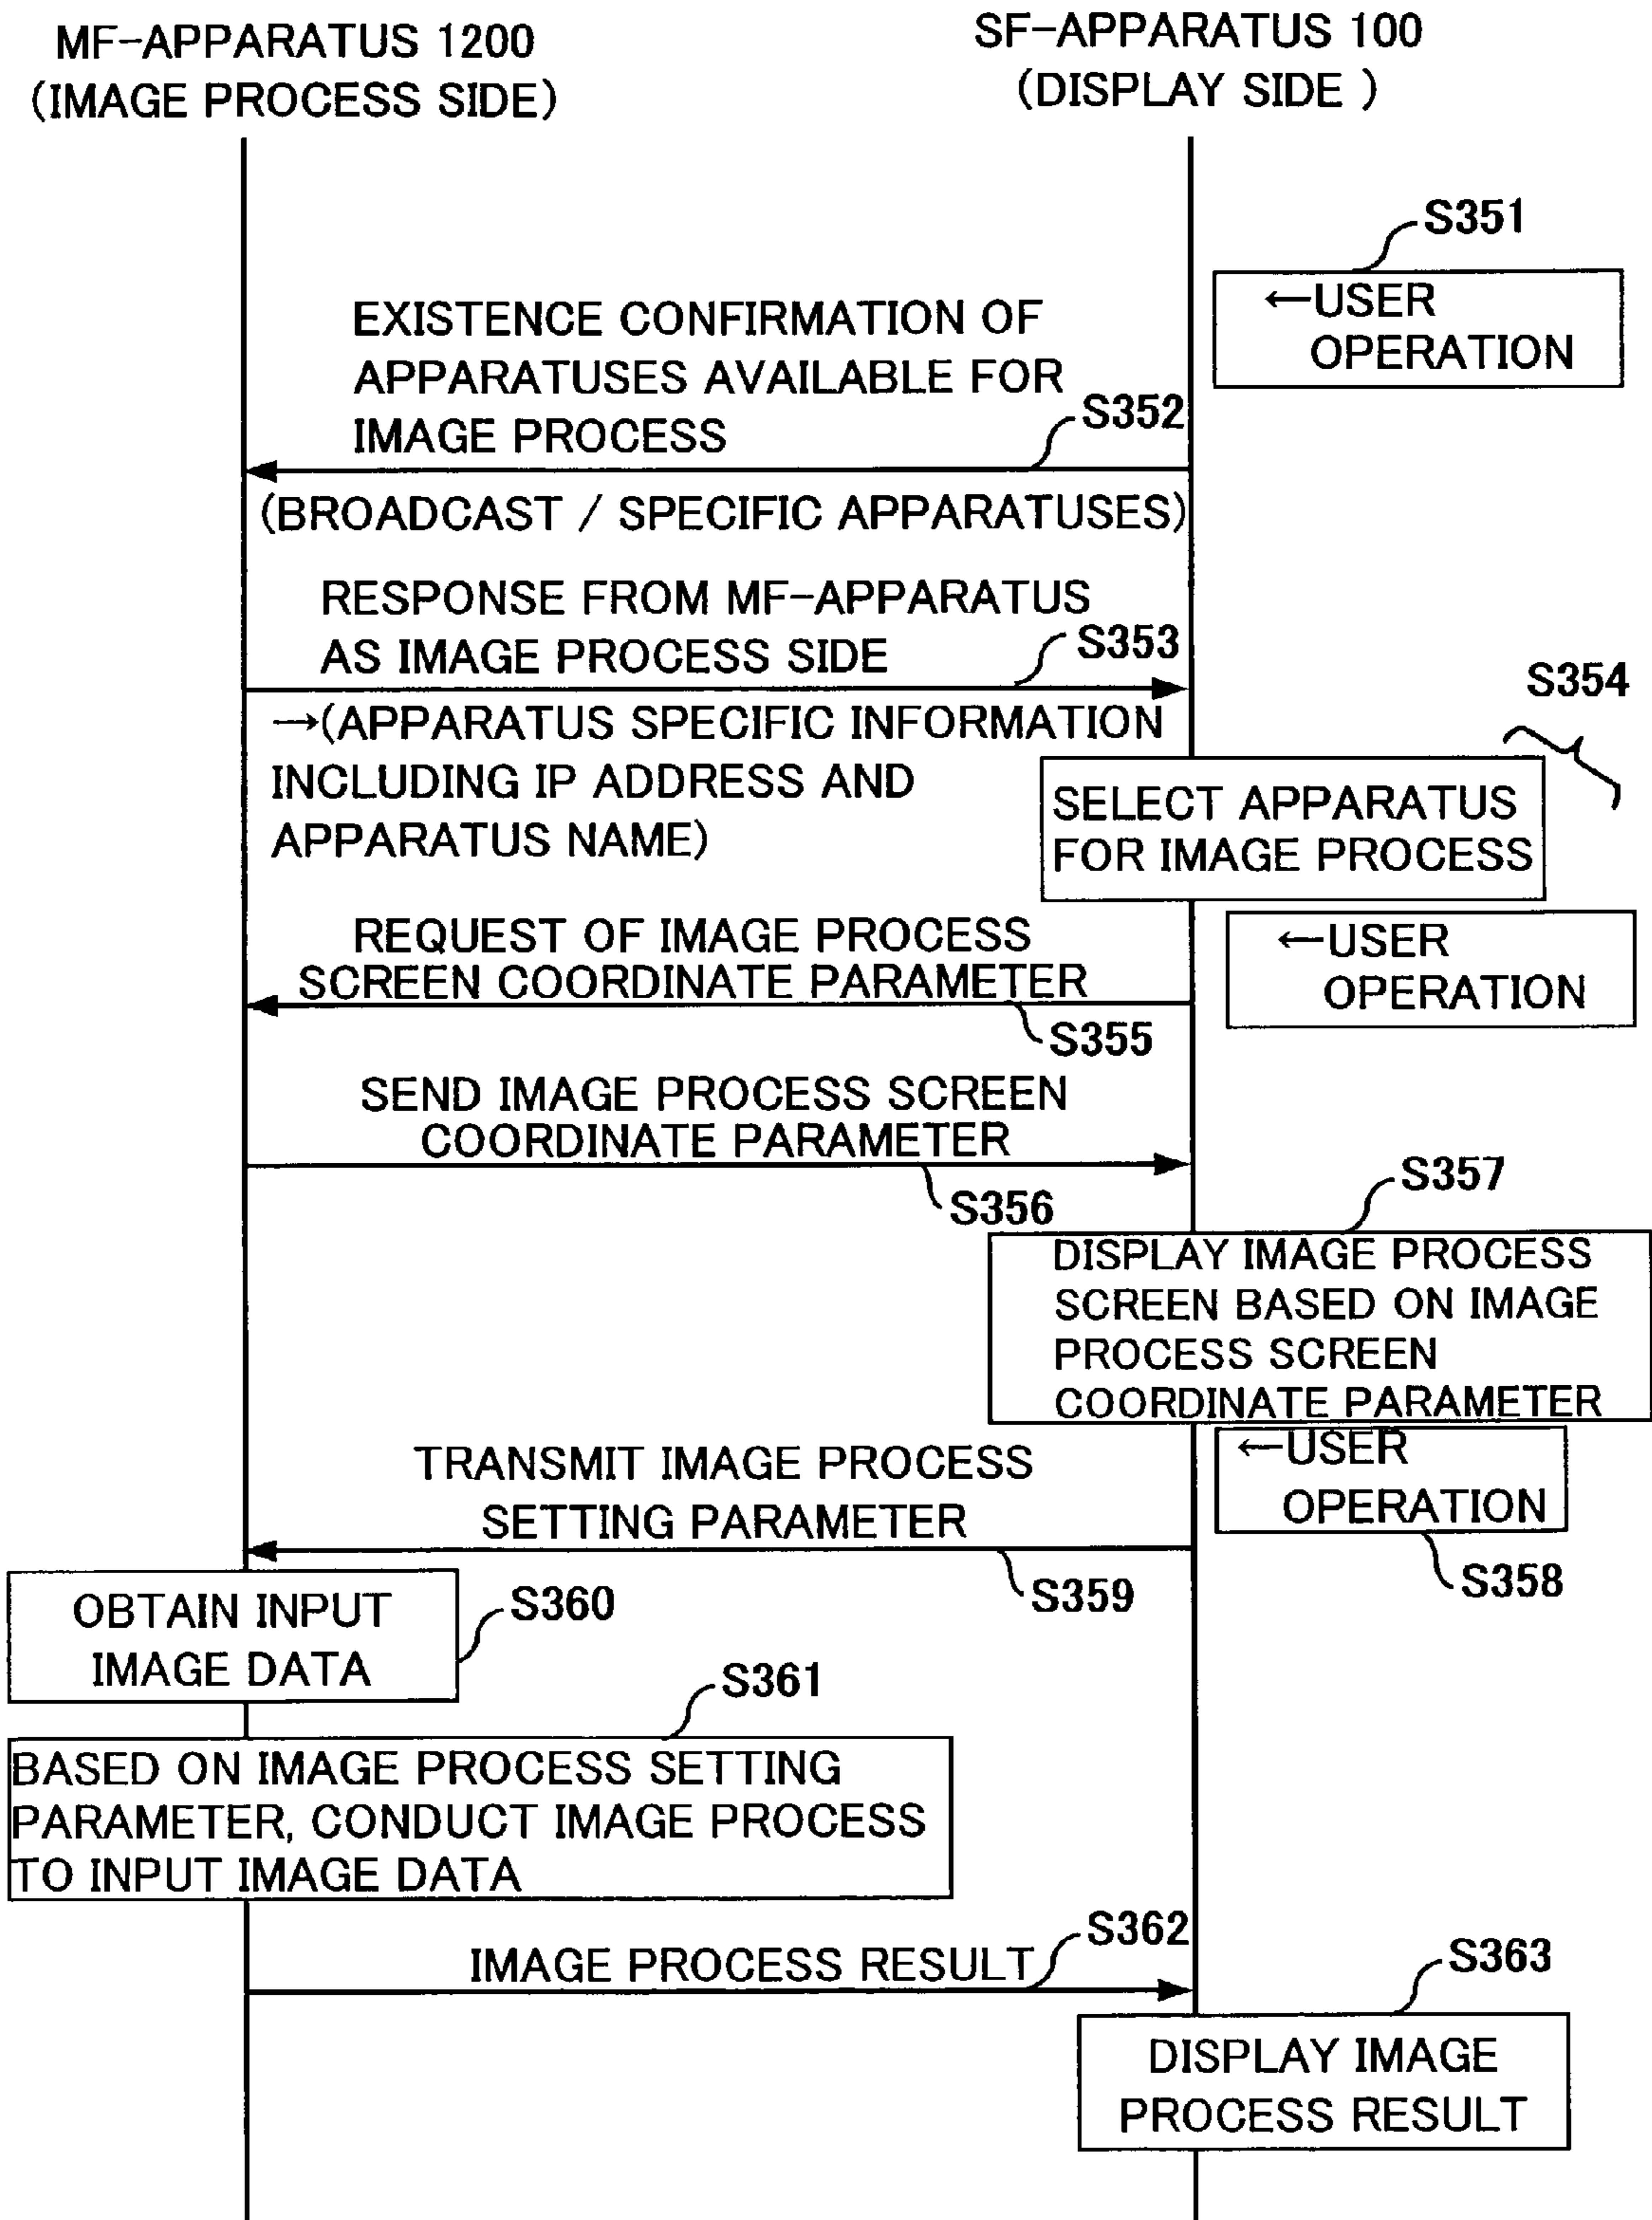 MF-APPARATUS 1200
(IMAGE PROCESS SIDE)
SF-APPARATUS 100
(DISPLAY SIDE )
S351
←USER
OPERATION
EXISTENCE CONFIRMATION OF
APPARATUSES AVAILABLE FOR
IMAGE PROCESS
S352
(BROADCAST / SPECIFIC APPARATUSES)
RESPONSE FROM MF-APPARATUS
AS IMAGE PROCESS SIDE
S353
→(APPARATUS SPECIFIC INFORMATION
INCLUDING IP ADDRESS AND
APPARATUS NAME)
S354
SELECT APPARATUS
FOR IMAGE PROCESS
←USER
OPERATION
REQUEST OF IMAGE PROCESS
SCREEN COORDINATE PARAMETER
S355
SEND IMAGE PROCESS SCREEN
COORDINATE PARAMETER
S356
S357
DISPLAY IMAGE PROCESS
SCREEN BASED ON IMAGE
PROCESS SCREEN
COORDINATE PARAMETER
←USER
OPERATION
S358
TRANSMIT IMAGE PROCESS
SETTING PARAMETER
S359
OBTAIN INPUT
IMAGE DATA
S360
S361
BASED ON IMAGE PROCESS SETTING
PARAMETER, CONDUCT IMAGE PROCESS
TO INPUT IMAGE DATA
IMAGE PROCESS RESULT
S362
S363
DISPLAY IMAGE
PROCESS RESULT